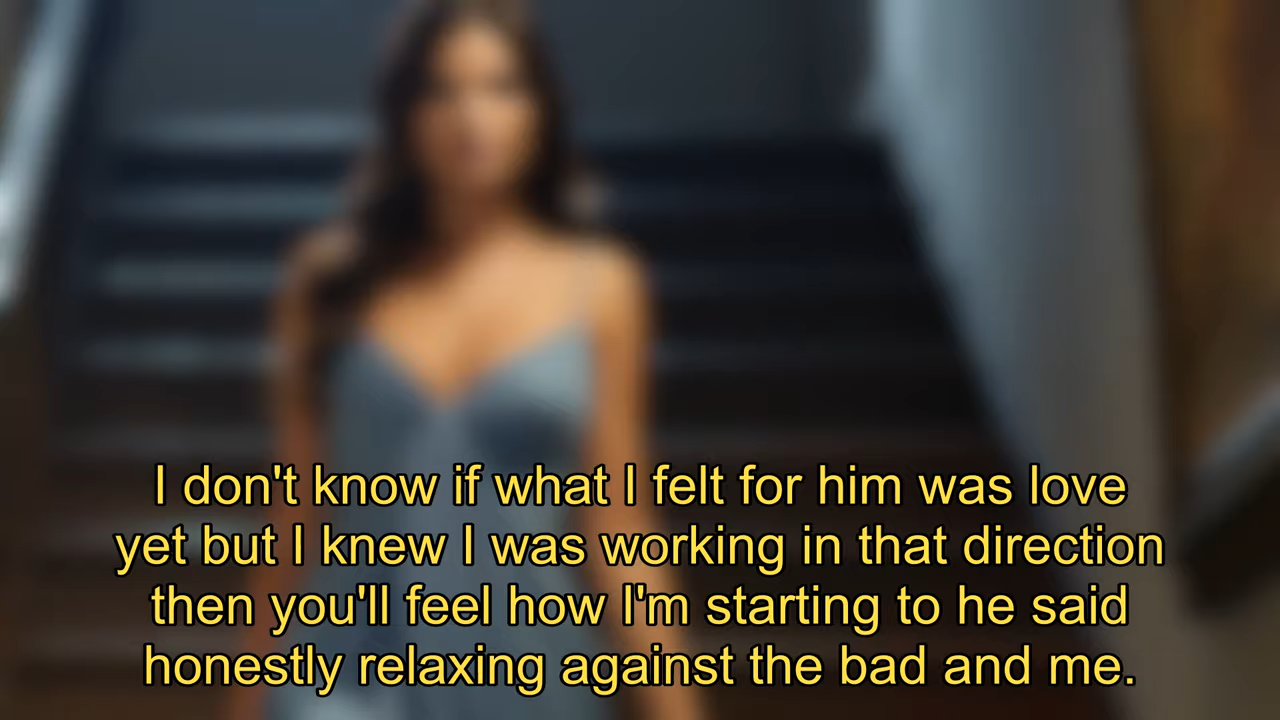 I don't know if what I felt for him was love
yet but I knew I was working in that direction
then you'll feel how I'm starting to he said
honestly relaxing against the bad and me.